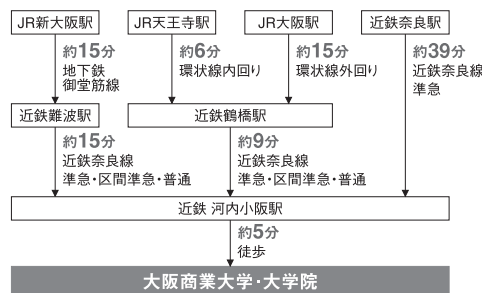 JR新大阪駅
JR天王寺駅
JR大阪駅
近鉄奈良駅
約15分
地下鉄
御堂筋線
約6分
環状線内回り
約15分
環状線外回り
約39分
近鉄奈良線
準急
近鉄難波駅
近鉄鶴橋駅
約15分
近鉄奈良線
準急・区間準急・普通
約9分
近鉄奈良線
準急・区間準急・普通
近鉄 河内小阪駅
約5分
徒歩
大阪商業大学・大学院